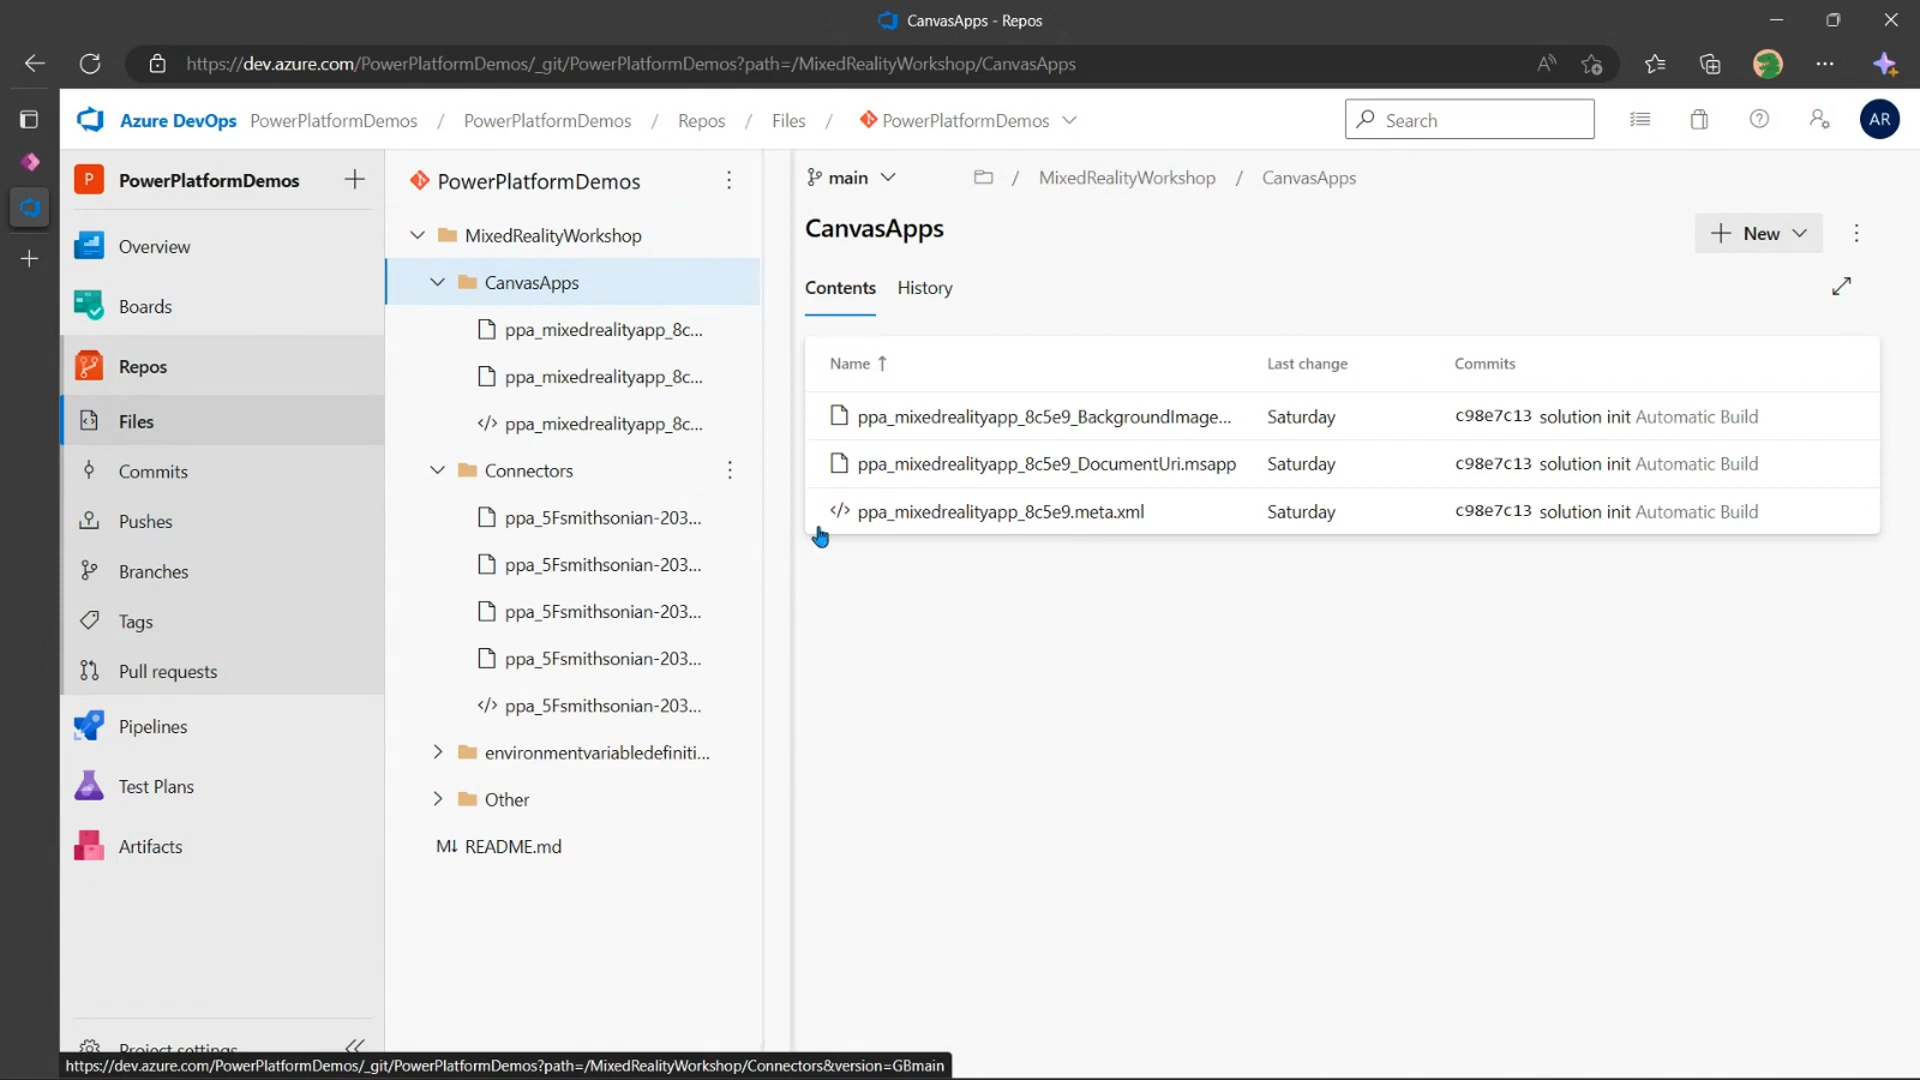 CanvasApps - Repos
https://dev.azure.com/PowerPlatformDemos/_git/PowerPlatformDemos?path=/MixedRealityWorkshop/CanvasApps
Azure DevOps PowerPlatformDemos / PowerPlatformDemos / Repos / Files / PowerPlatformDemos
Search
AR
P PowerPlatformDemos
Overview
Boards
Repos
Files
Commits
Pushes
Branches
Tags
Pull requests
Pipelines
Test Plans
Artifacts
Project settings
PowerPlatformDemos
MixedRealityWorkshop
CanvasApps
ppa_mixedrealityapp_8c...
ppa_mixedrealityapp_8c...
ppa_mixedrealityapp_8c...
Connectors
ppa_5Fsmithsonian-203...
ppa_5Fsmithsonian-203...
ppa_5Fsmithsonian-203...
ppa_5Fsmithsonian-203...
ppa_5Fsmithsonian-203...
environmentvariabledefiniti...
Other
M↓ README.md
main
/ MixedRealityWorkshop / CanvasApps
CanvasApps
New
Contents History
Name ↑ Last change Commits
ppa_mixedrealityapp_8c5e9_BackgroundImage... Saturday c98e7c13 solution init Automatic Build
ppa_mixedrealityapp_8c5e9_DocumentUri.msapp Saturday c98e7c13 solution init Automatic Build
ppa_mixedrealityapp_8c5e9.meta.xml Saturday c98e7c13 solution init Automatic Build
https://dev.azure.com/PowerPlatformDemos/_git/PowerPlatformDemos?path=/MixedRealityWorkshop/Connectors&version=GBmain